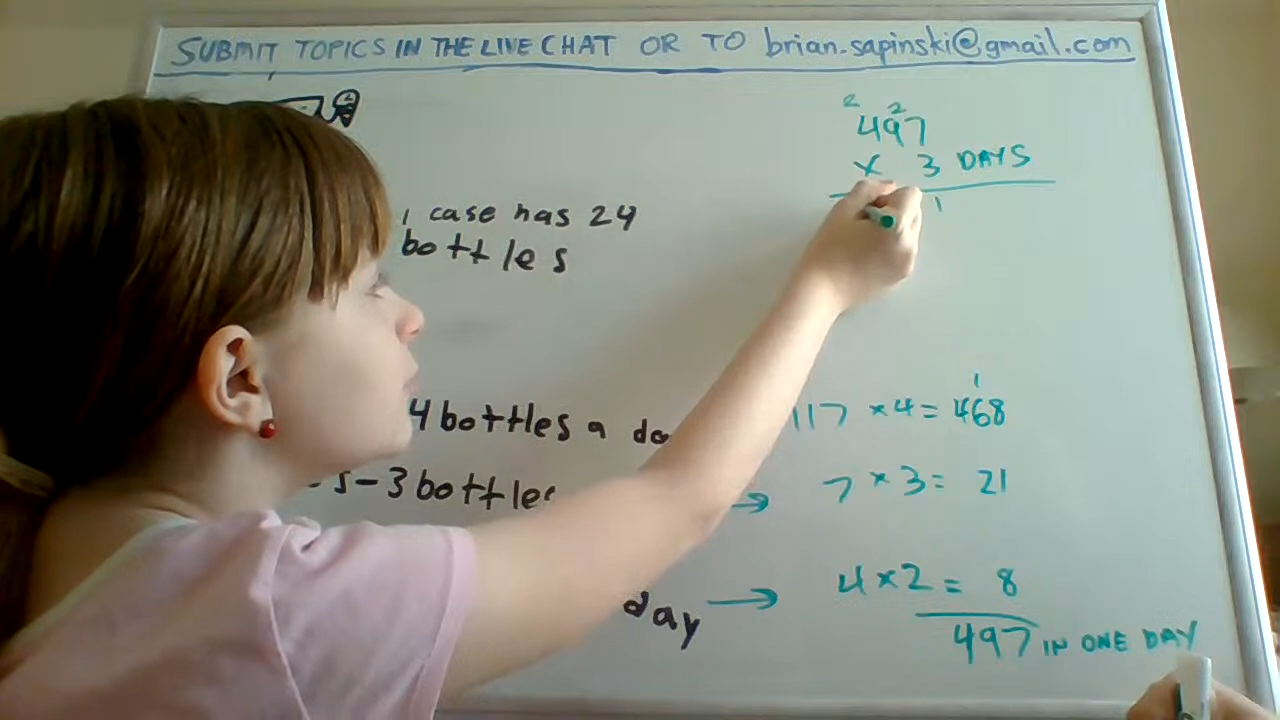 SUBMIT TOPICS IN THE LIVE CHAT OR TO brian.sapinski@gmail.com
2 2
497
x 3 DAYS
1
1 case has 24
bottles
1
4 bottles a 117 x4 = 468
-3 bottles → 7 x 3 = 21
day → 4 x 2 = 8
497 IN ONE DAY